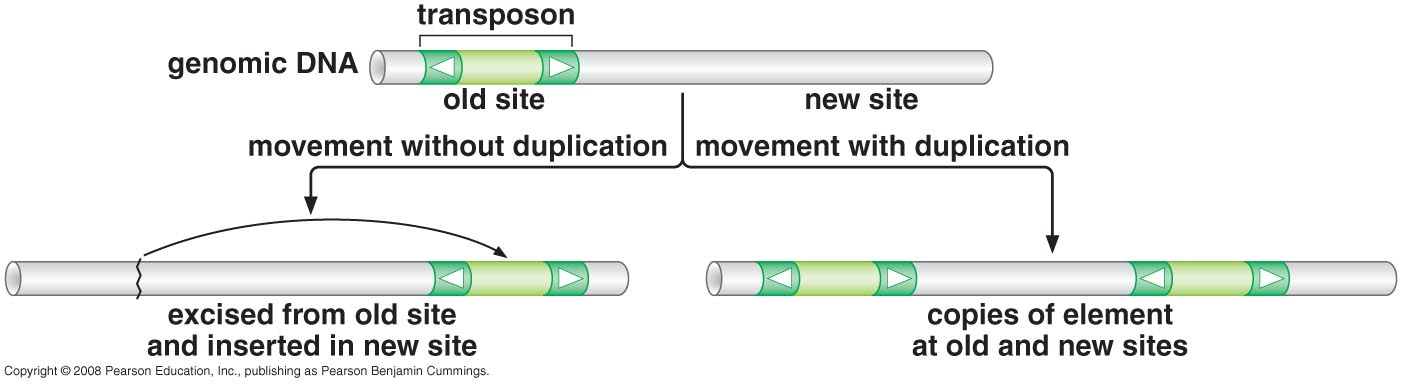 transposon
genomic DNA
old site
new site
movement without duplication
movement with duplication
excised from old site
and inserted in new site
copies of element
at old and new sites
Copyright © 2008 Pearson Education, Inc., publishing as Pearson Benjamin Cummings.